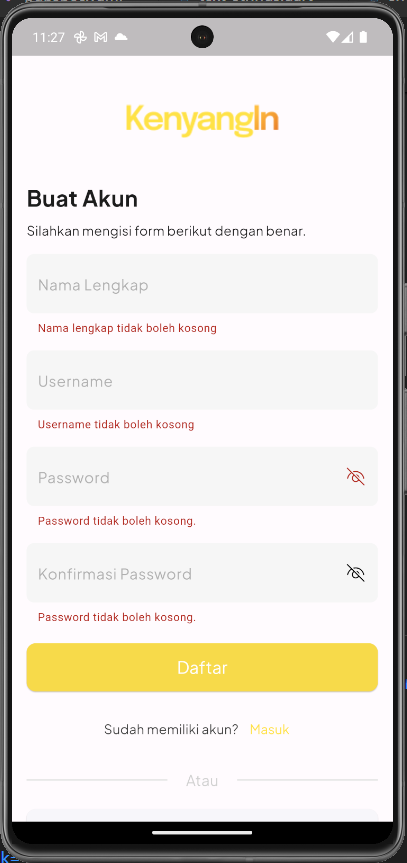 11:27
KenyangIn
Buat Akun
Silahkan mengisi form berikut dengan benar.
Nama Lengkap
Nama lengkap tidak boleh kosong
Username
Username tidak boleh kosong
Password
Password tidak boleh kosong.
Konfirmasi Password
Password tidak boleh kosong.
Daftar
Sudah memiliki akun? Masuk
Atau
k=